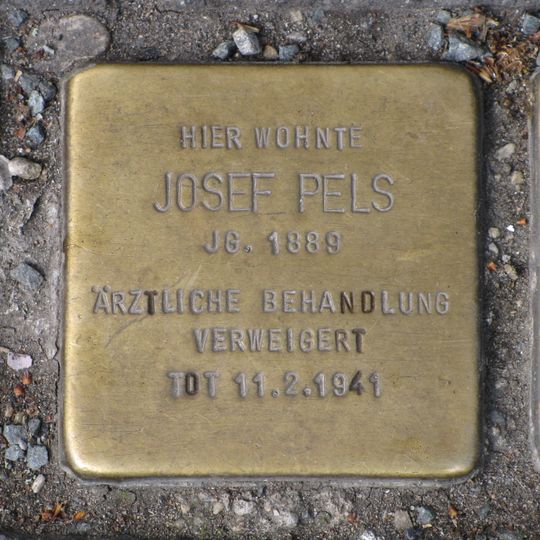 HIER WOHNTE
JOSEF PELS
JG. 1889
ÄRZTLICHE BEHANDLUNG
VERWEIGERT
TOT 11.2.1941